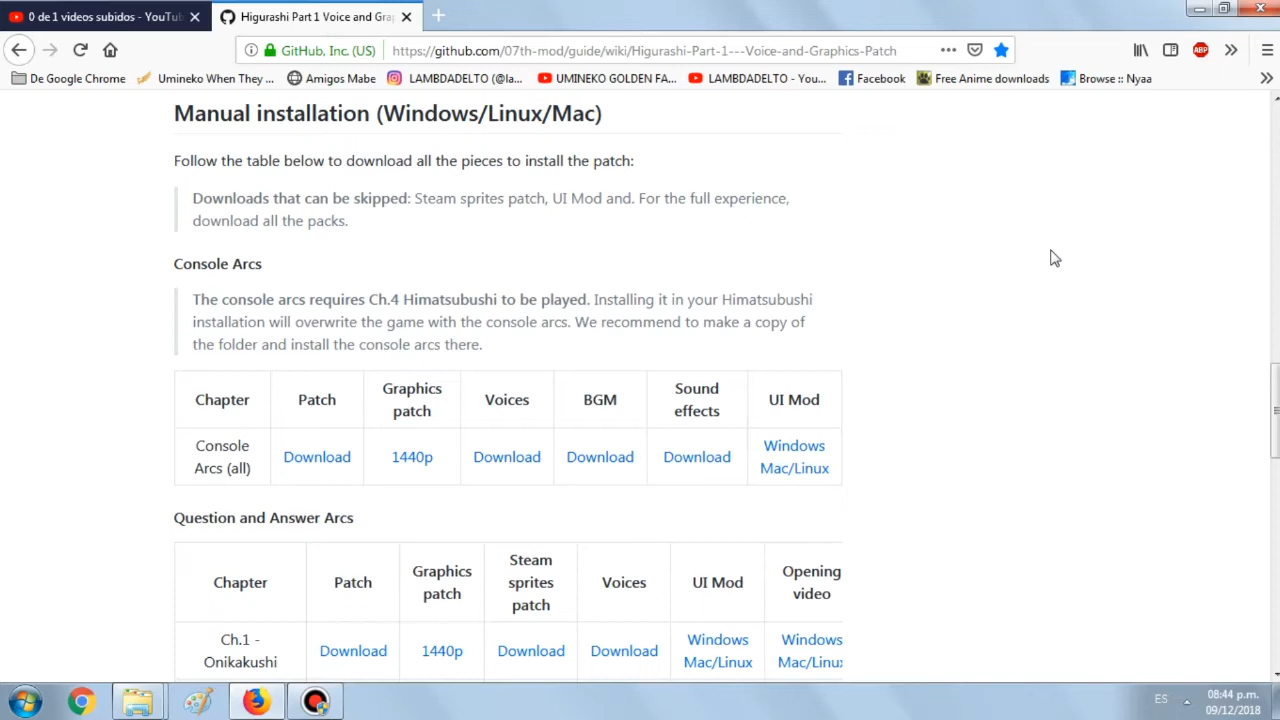 0 de 1 videos subidos - YouTu
Higurashi Part 1 Voice and Gra
GitHub, Inc. (US)
https://github.com/07th-mod/guide/wiki/Higurashi-Part-1---Voice-and-Graphics-Patch
De Google Chrome
Umineko When They ...
Amigos Mabe
LAMBDADELTO (@la...
UMINEKO GOLDEN FA...
LAMBDADELTO - You...
Facebook
Free Anime downloads
Browse :: Nyaa
ABP
Manual installation (Windows/Linux/Mac)
Follow the table below to download all the pieces to install the patch:
Downloads that can be skipped: Steam sprites patch, UI Mod and. For the full experience,
download all the packs.
Console Arcs
The console arcs requires Ch.4 Himatsubushi to be played. Installing it in your Himatsubushi
installation will overwrite the game with the console arcs. We recommend to make a copy of
the folder and install the console arcs there.
Chapter
Patch
Graphics
patch
Voices
BGM
Sound
effects
UI Mod
Console
Arcs (all)
Download
1440p
Download
Download
Download
Windows
Mac/Linux
Question and Answer Arcs
Chapter
Patch
Graphics
patch
Steam
sprites
patch
Voices
UI Mod
Opening
video
Ch.1 -
Onikakushi
Download
1440p
Download
Download
Windows
Mac/Linux
Windows
Mac/Linux
ES
08:44 p.m.
09/12/2018